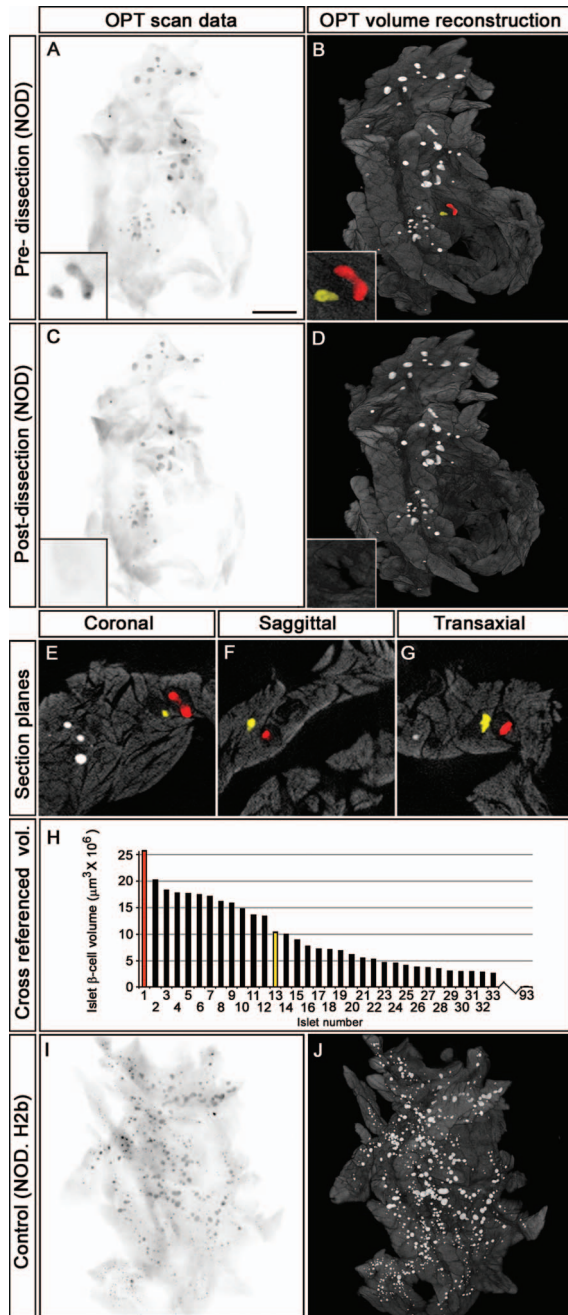 OPT scan data
OPT volume reconstruction
Pre- dissection (NOD)
A
B
Post-dissection (NOD)
C
D
Coronal
Saggittal
Transaxial
Section planes
E
F
G
Cross referenced vol.
H
Islet β-cell volume (µm³ X 10⁶)
25
20
15
10
5
0
1 3 5 7 9 11 13 15 17 19 21 23 25 27 29 31 33 93
2 4 6 8 10 12 14 16 18 20 22 24 26 28 30 32
Islet number
Control (NOD. H2b)
I
J